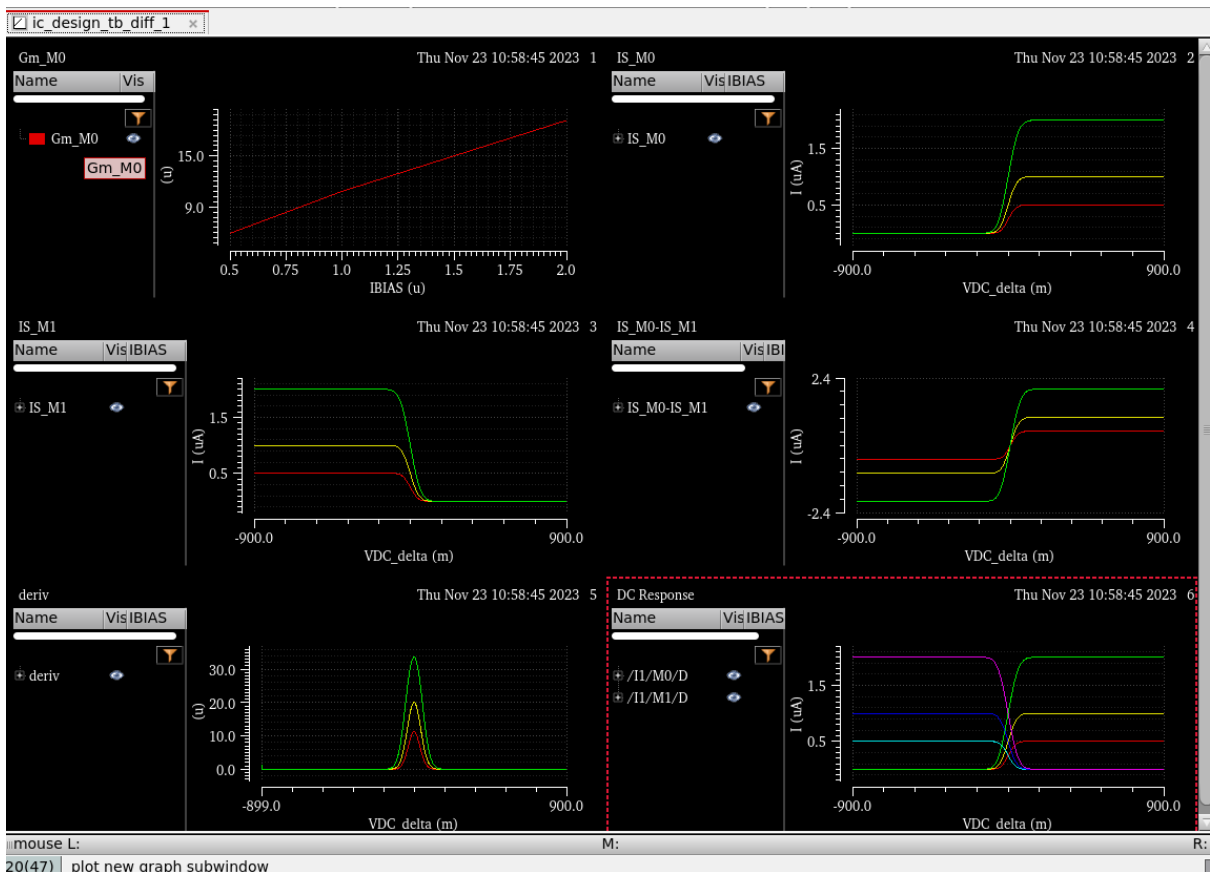 ic_design_tb_diff_1 ×
Gm_M0 Thu Nov 23 10:58:45 2023 1
Name Vis
Gm_M0
Gm_M0
(u)
15.0
9.0
0.5 0.75 1.0 1.25 1.5 1.75 2.0
IBIAS (u)
IS_M0 Thu Nov 23 10:58:45 2023 2
Name Vis IBIAS
IS_M0
I (uA)
1.5
0.5
-900.0 900.0
VDC_delta (m)
IS_M1 Thu Nov 23 10:58:45 2023 3
Name Vis IBIAS
IS_M1
I (uA)
1.5
0.5
-900.0 900.0
VDC_delta (m)
IS_M0-IS_M1 Thu Nov 23 10:58:45 2023 4
Name Vis IBI
IS_M0-IS_M1
I (uA)
2.4
-2.4
-900.0 900.0
VDC_delta (m)
deriv Thu Nov 23 10:58:45 2023 5
Name Vis IBIAS
deriv
(u)
30.0
20.0
10.0
0.0
-899.0 900.0
VDC_delta (m)
DC Response Thu Nov 23 10:58:45 2023 6
Name Vis IBIAS
/I1/M0/D
/I1/M1/D
I (uA)
1.5
0.5
-900.0 900.0
VDC_delta (m)
mouse L: M: R:
20(47) plot new graph subwindow